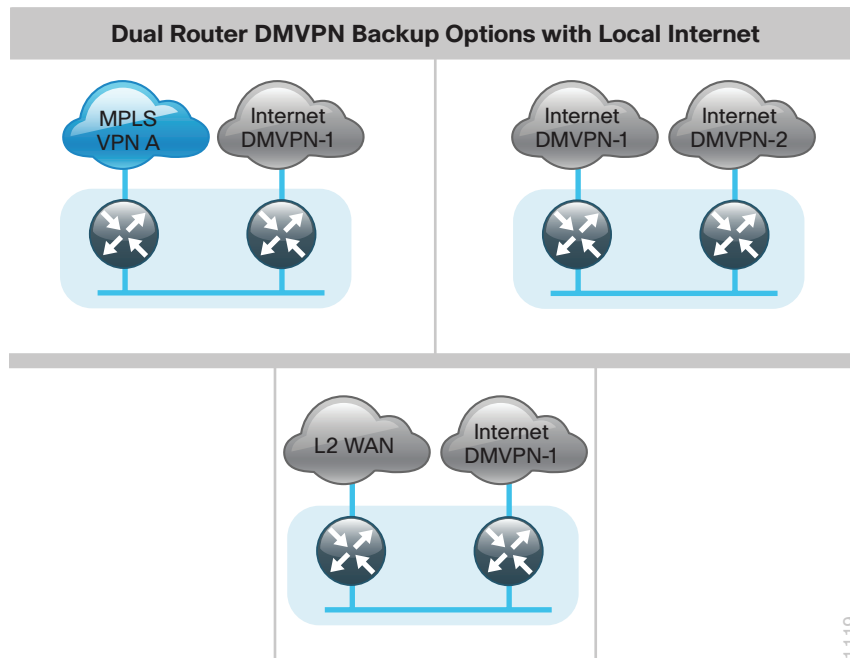 Dual Router DMVPN Backup Options with Local Internet
MPLS
VPN A
Internet
DMVPN-1
Internet
DMVPN-1
Internet
DMVPN-2
L2 WAN
Internet
DMVPN-1